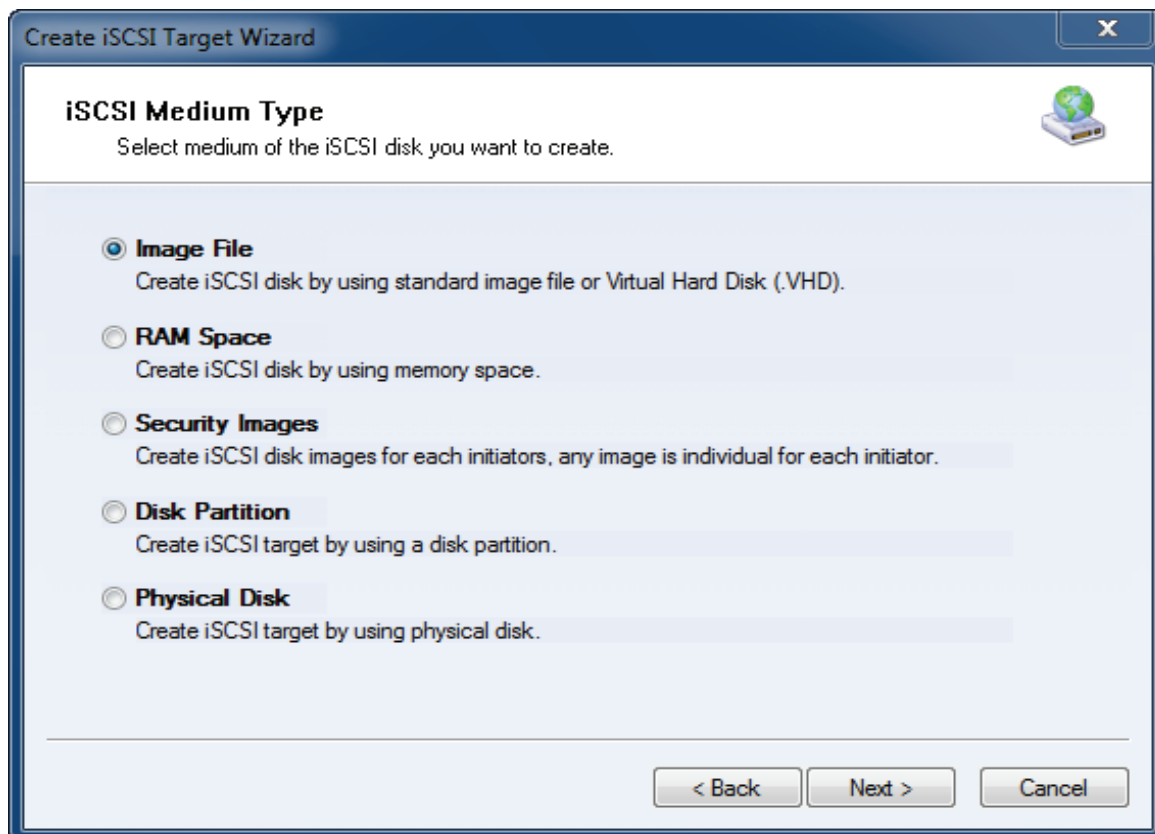 Create iSCSI Target Wizard
iSCSI Medium Type
Select medium of the iSCSI disk you want to create.
Image File
Create iSCSI disk by using standard image file or Virtual Hard Disk (.VHD).
RAM Space
Create iSCSI disk by using memory space.
Security Images
Create iSCSI disk images for each initiators, any image is individual for each initiator.
Disk Partition
Create iSCSI target by using a disk partition.
Physical Disk
Create iSCSI target by using physical disk.
< Back Next > Cancel